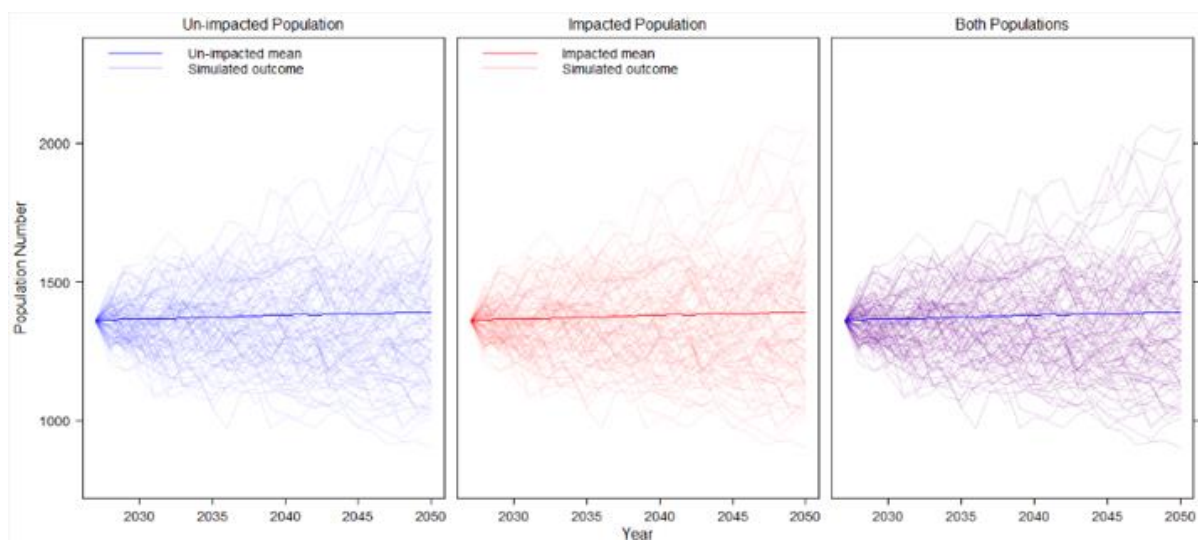 Un-impacted Population
Impacted Population
Both Populations
Un-impacted mean
Simulated outcome
Impacted mean
Simulated outcome
Population Number
2000
1500
1000
2030 2035 2040 2045 2050
2030 2035 2040 2045 2050
2030 2035 2040 2045 2050
Year